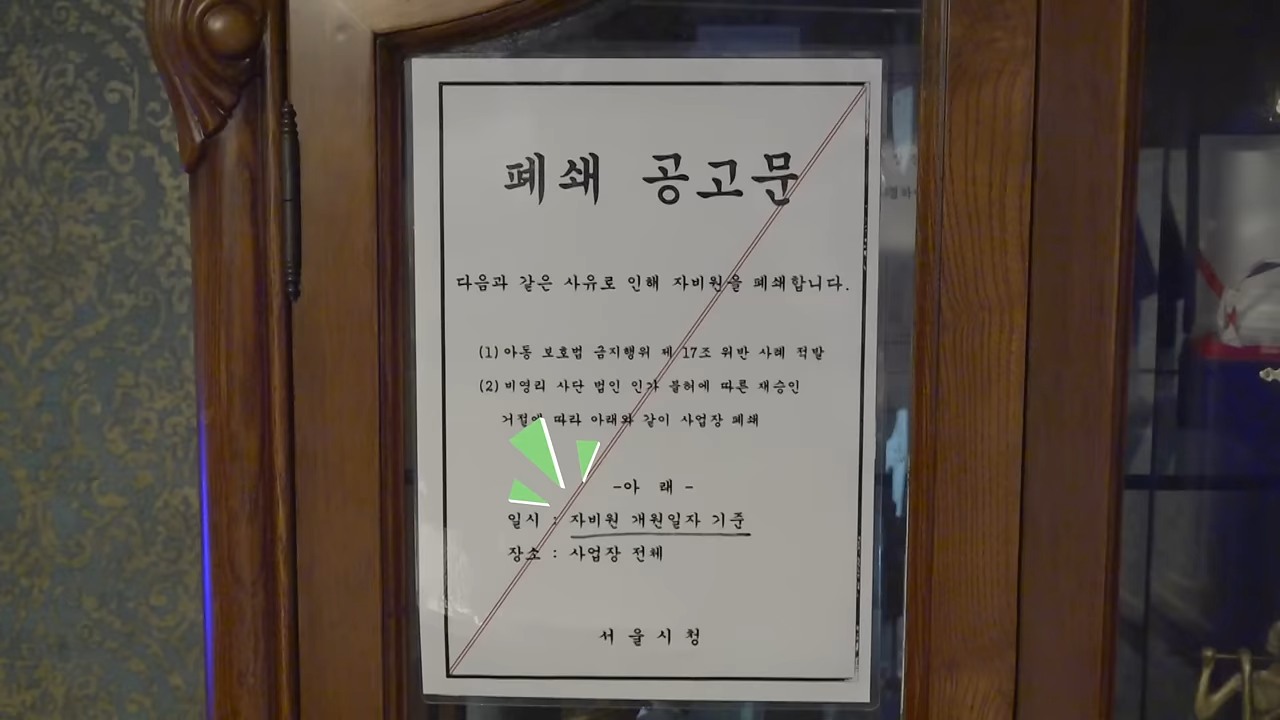 폐쇄 공고문
다음과 같은 사유로 인해 자비원을 폐쇄합니다.
(1) 아동 보호법 금지행위 제 17조 위반 사례 적발
(2) 비영리 사단 법인 인가 불허에 따른 재승인
거절에 따라 아래와 같이 사업장 폐쇄
-아 래-
일시 : 자비원 개원일자 기준
장소 : 사업장 전체
서울시청